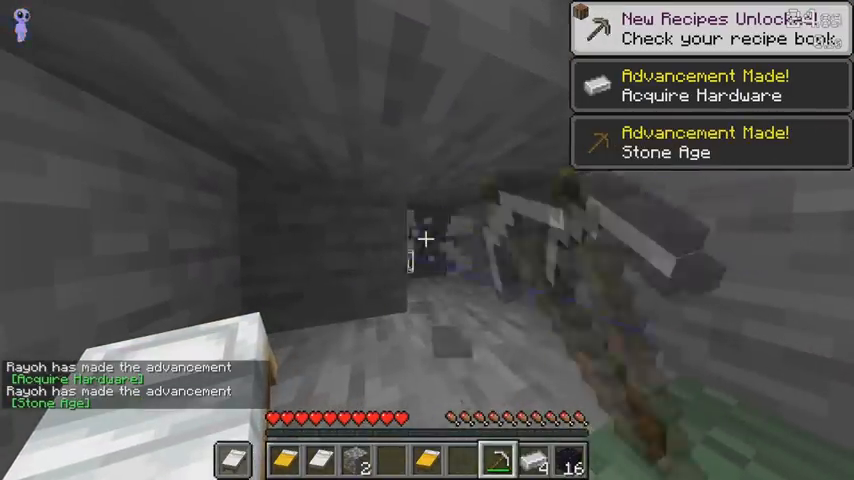 New Recipes Unlocked!
Check your recipe book
Advancement Made!
Acquire Hardware
Advancement Made!
Stone Age
Rayoh has made the advancement
[Acquire Hardware]
Rayoh has made the advancement
[Stone Age]
2
4
16